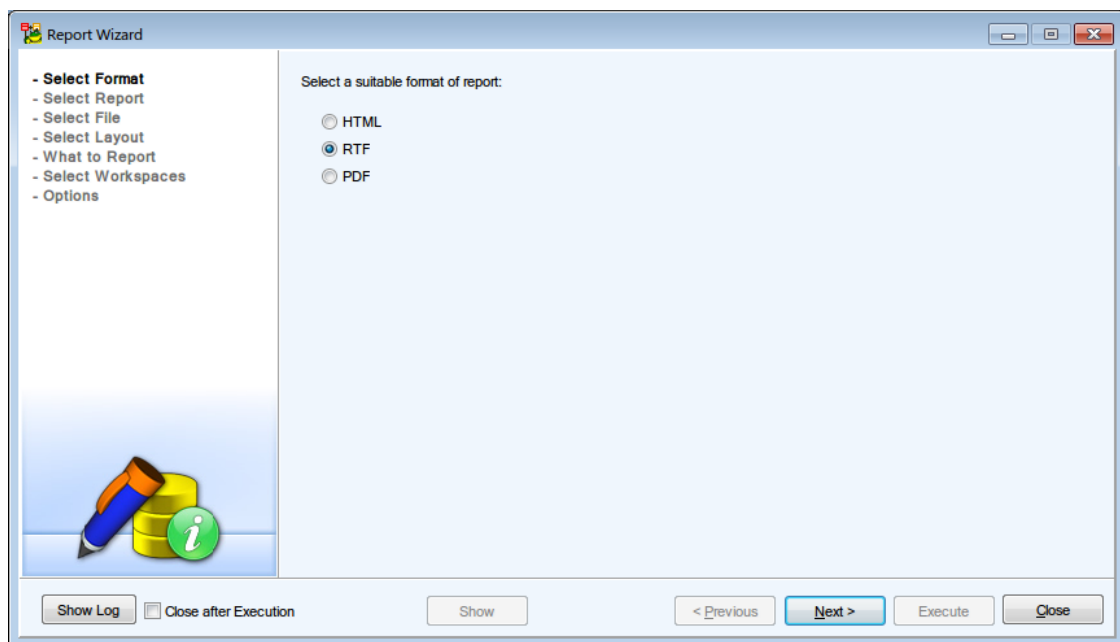 Report Wizard
- Select Format
- Select Report
- Select File
- Select Layout
- What to Report
- Select Workspaces
- Options
Select a suitable format of report:
HTML
RTF
PDF
Show Log
Close after Execution
Show
< Previous
Next >
Execute
Close